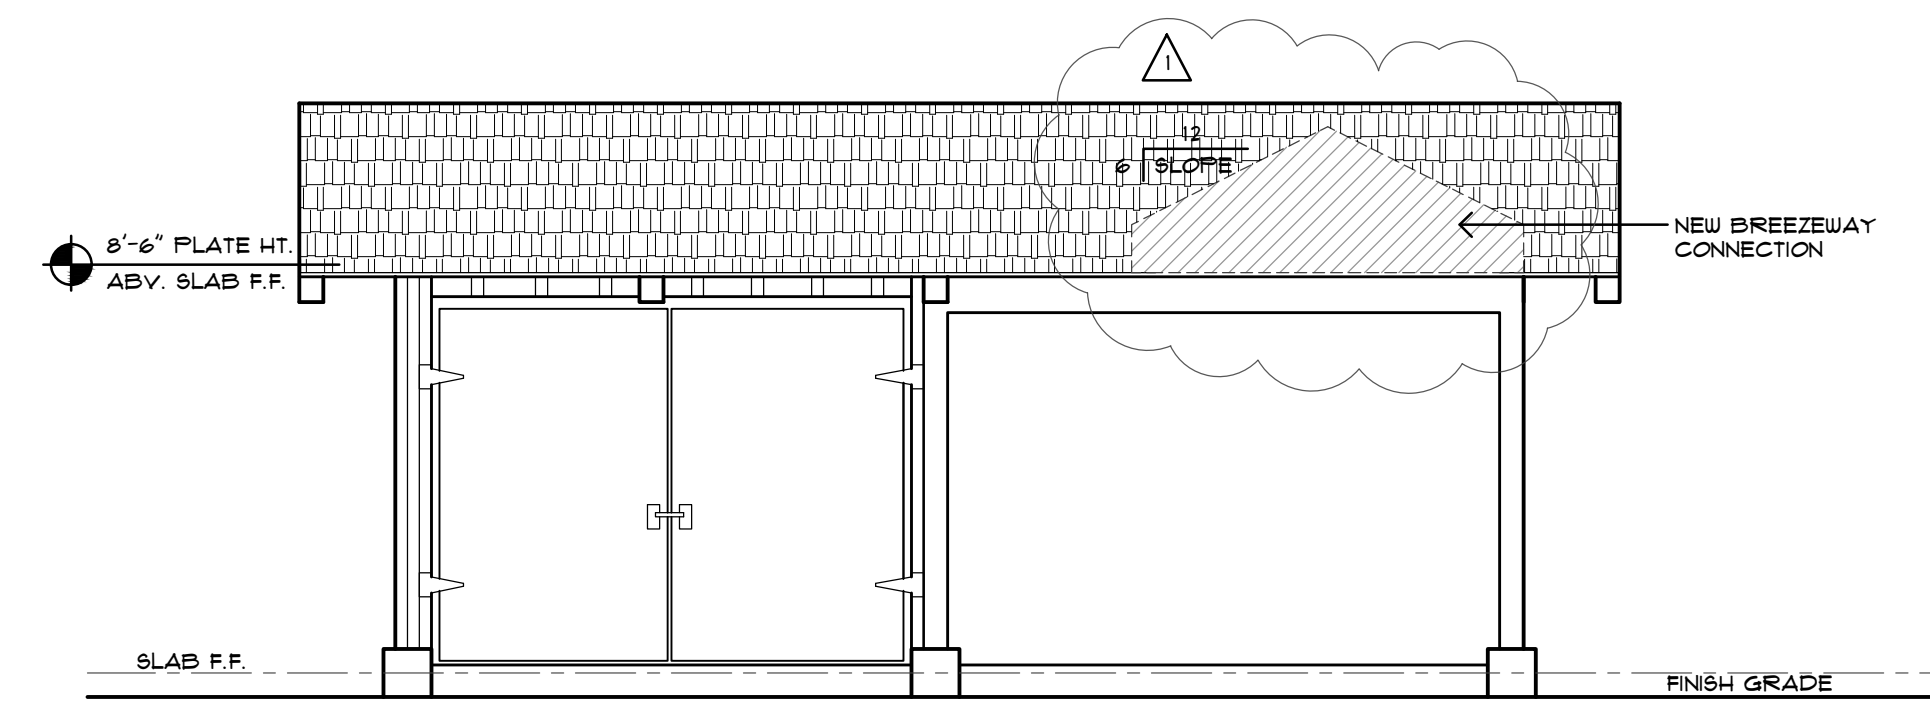 1
12
6 SLOPE
NEW BREEZEWAY
CONNECTION
8'-6" PLATE HT.
ABV. SLAB F.F.
SLAB F.F.
FINISH GRADE